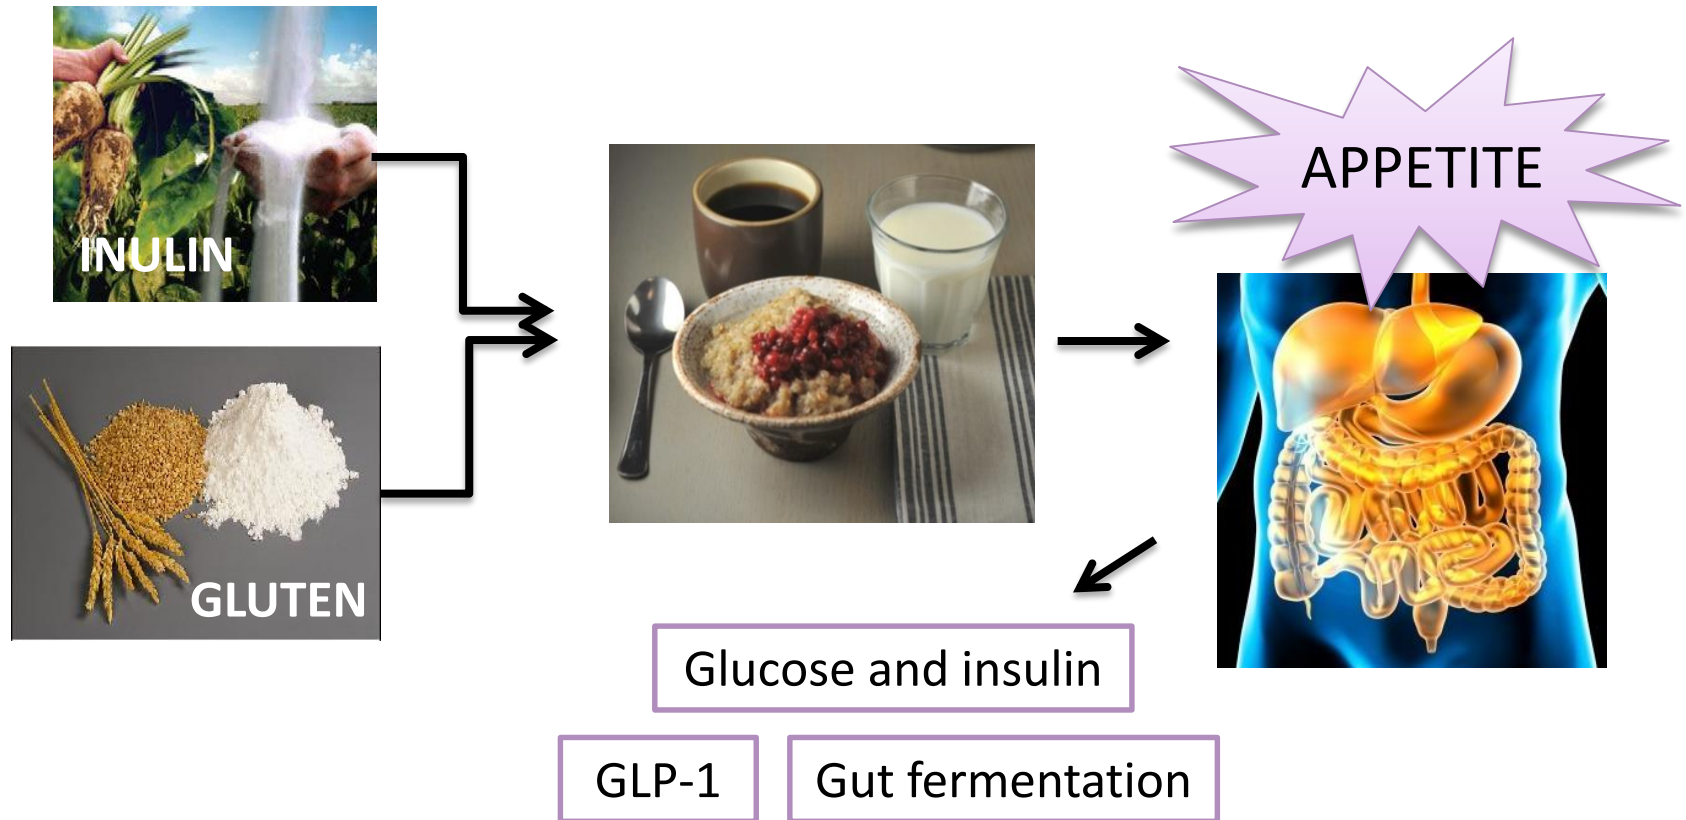 INULIN
GLUTEN
APPETITE
Glucose and insulin
GLP-1
Gut fermentation